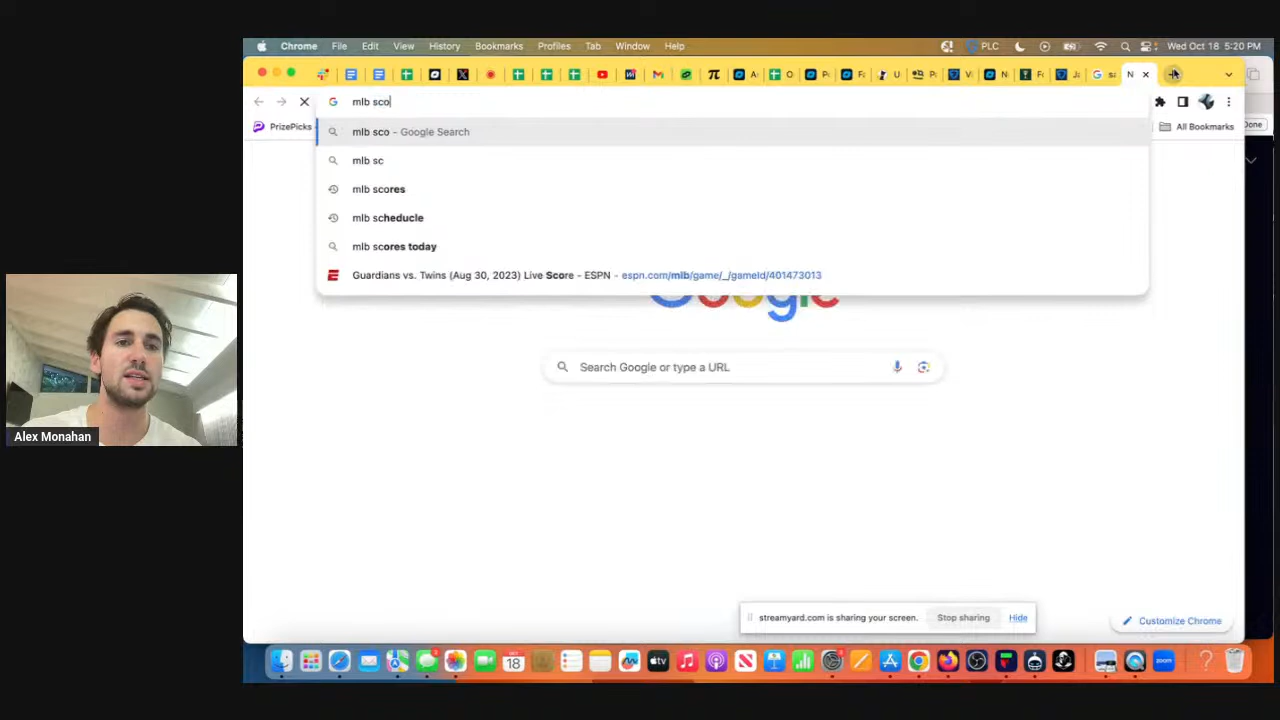 Chrome File Edit View History Bookmarks Profiles Tab Window Help PLC Wed Oct 18 5:20 PM
mlb sco
PrizePicks
All Bookmarks
one
mlb sco - Google Search
mlb sc
mlb scores
mlb scheducle
mlb scores today
Guardians vs. Twins (Aug 30, 2023) Live Score - ESPN - espn.com/mlb/game/_/gameId/401473013
Google
Search Google or type a URL
Alex Monahan
streamyard.com is sharing your screen. Stop sharing Hide
Customize Chrome